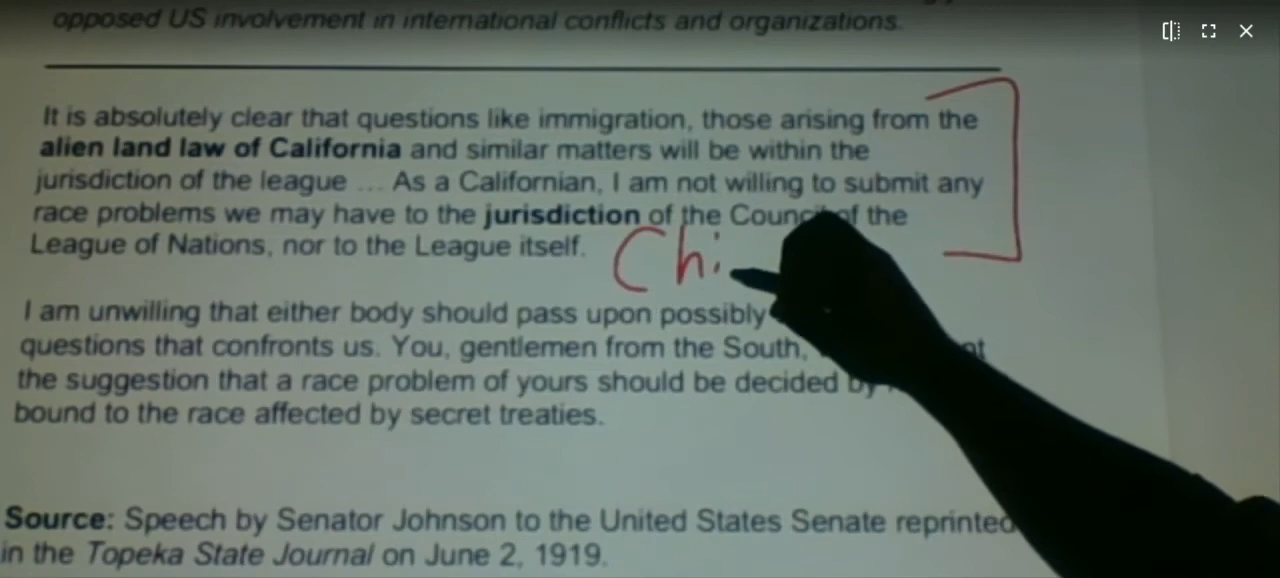 opposed US involvement in international conflicts and organizations.
It is absolutely clear that questions like immigration, those arising from the
alien land law of California and similar matters will be within the
jurisdiction of the league ... As a Californian, I am not willing to submit any
race problems we may have to the jurisdiction of the Council of the
League of Nations, nor to the League itself.
Chi
I am unwilling that either body should pass upon possibly
questions that confronts us. You, gentlemen from the South,
the suggestion that a race problem of yours should be decided by
bound to the race affected by secret treaties.
Source: Speech by Senator Johnson to the United States Senate reprinted
in the Topeka State Journal on June 2, 1919.